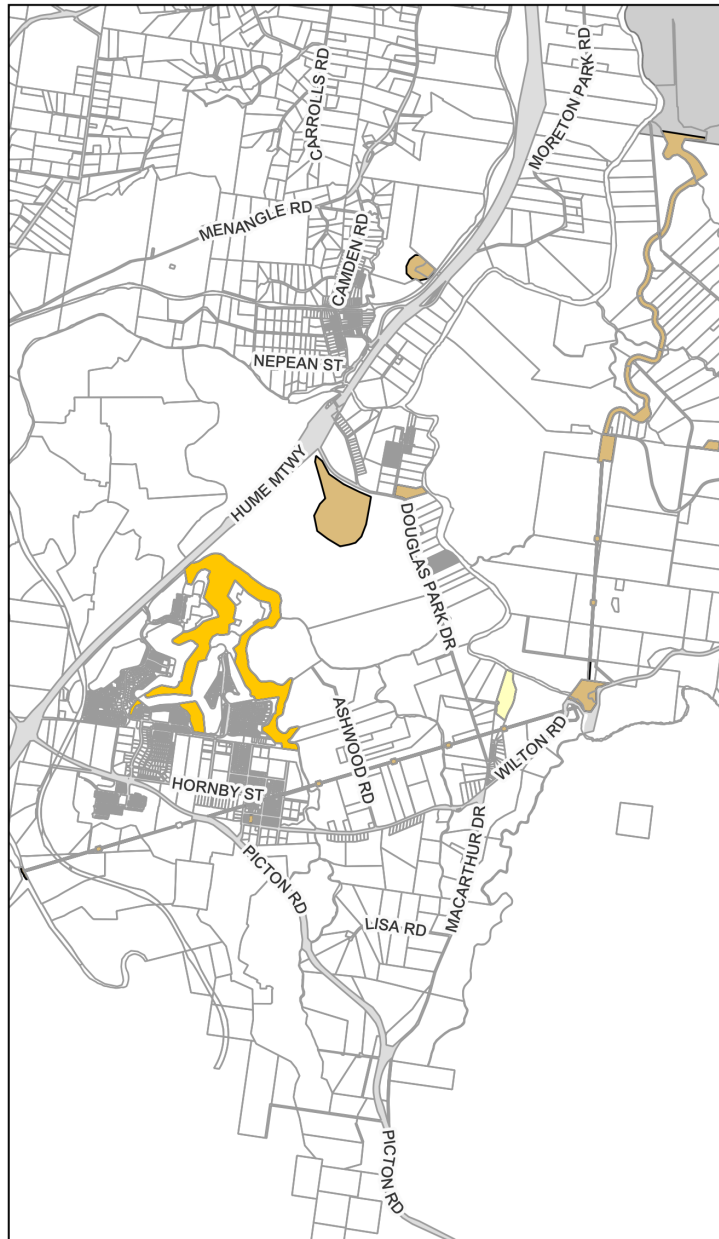 CARROLLS RD
MORETON PARK RD
MENANGLE RD
CAMDEN RD
NEPEAN ST
HUME MTWY
DOUGLAS PARK DR
ASHWOOD RD
WILTON RD
HORNBY ST
MACARTHUR DR
PICTON RD
LISA RD
PICTON RD